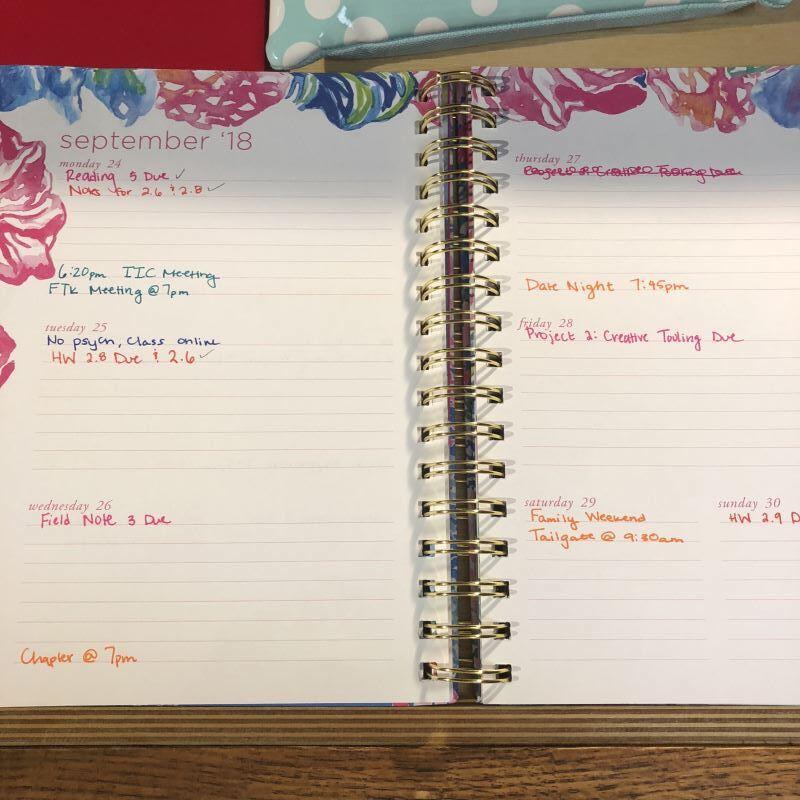 september '18
monday 24
Reading 5 Due ✓
Notes for 2.6 & 2.8 ✓
6:20pm IIC Meeting
FTK Meeting @ 7pm
tuesday 25
No psych, Class online
HW 2.8 Due & 2.6 ✓
wednesday 26
Field Note 3 Due
Chapter @ 7pm
thursday 27
Creative Tooling Due
Date Night 7:45pm
friday 28
Project 2: Creative Tooling Due
saturday 29
Family Weekend
Tailgate @ 9:30am
sunday 30
HW 2.9 D